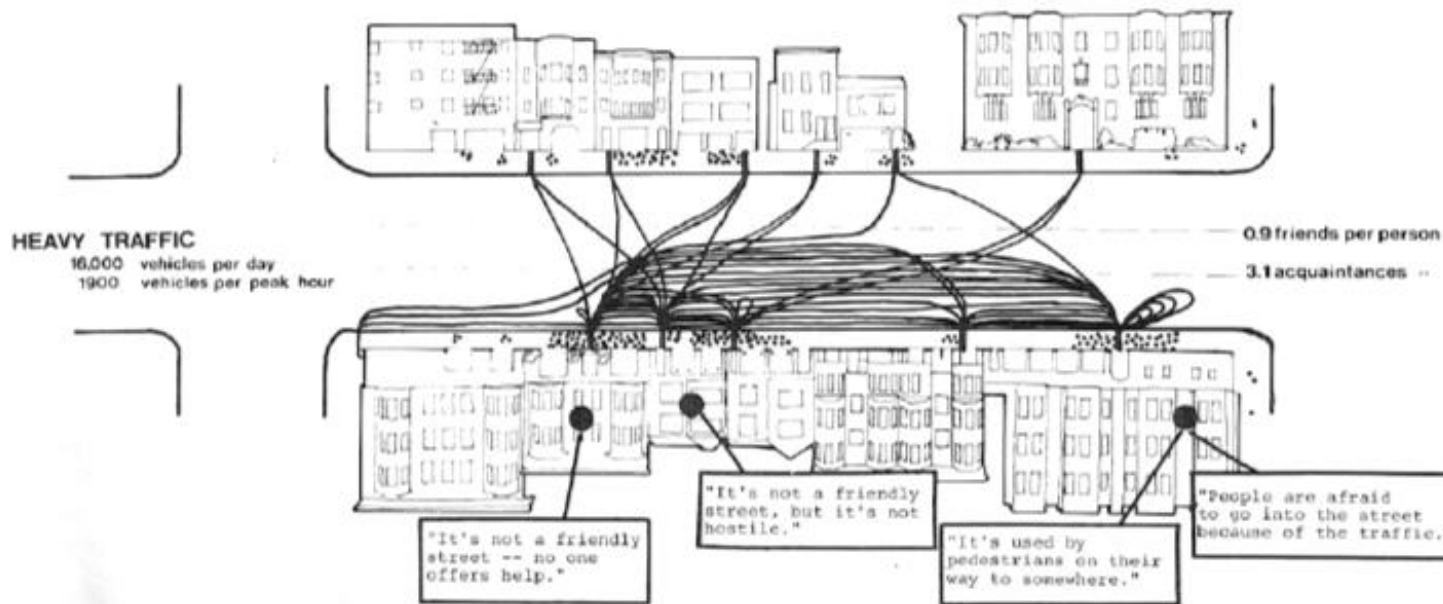 HEAVY TRAFFIC
16,000 vehicles per day
1900 vehicles per peak hour
0.9 friends per person
3.1 acquaintances "
"It's not a friendly
street -- no one
offers help."
"It's not a friendly
street, but it's not
hostile."
"It's used by
pedestrians on their
way to somewhere."
"People are afraid
to go into the street
because of the traffic.